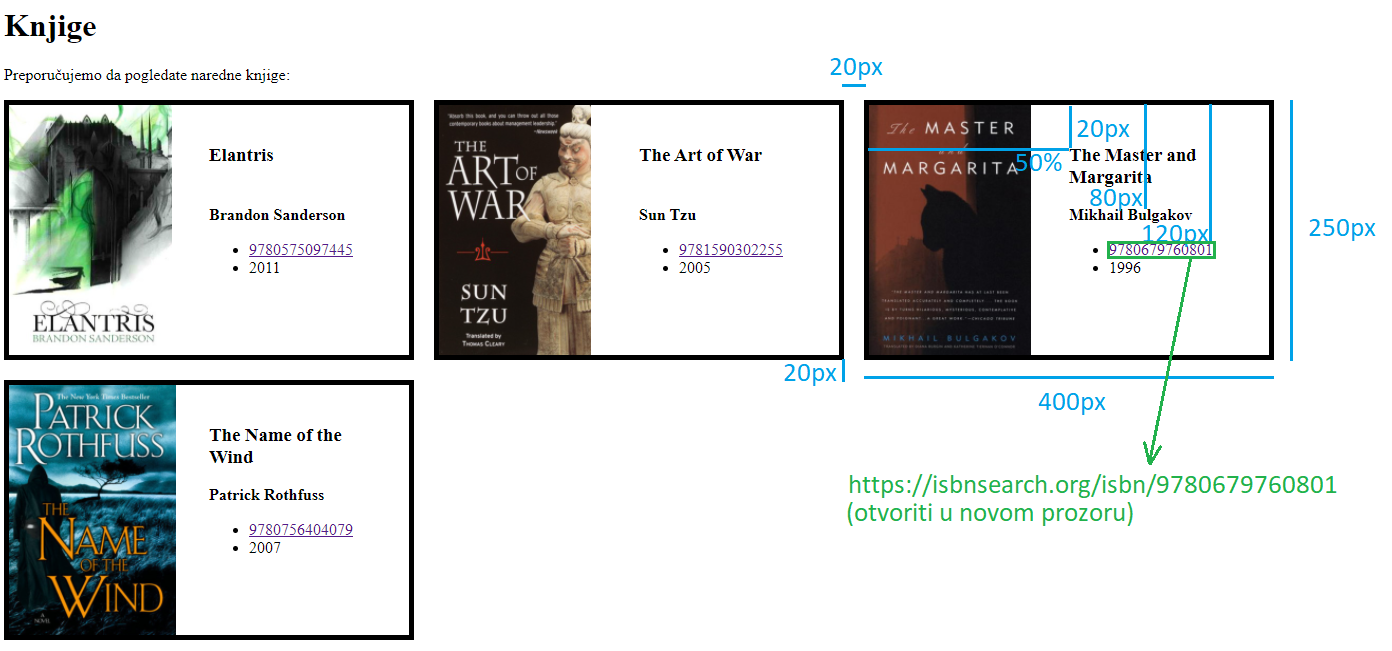 Knjige
Preporučujemo da pogledate naredne knjige:
20px
ELANTRIS
BRANDON SANDERSON
Elantris
Brandon Sanderson
9780575097445
2011
"Absorb this book, and you can throw out all those
contemporary books about management leadership."
—Newsweek
THE
ART OF
WAR
SUN
TZU
Translated by
THOMAS CLEARY
The Art of War
Sun Tzu
9781590302255
2005
The MASTER
and
MARGARITA
MIKHAIL BULGAKOV
20px
50%
The Master and
Margarita
80px
Mikhail Bulgakov
120px
9780679760801
1996
250px
20px
400px
The New York Times Bestseller
PATRICK
ROTHFUSS
THE
NAME
OF THE
WIND
A
NOVEL
The Name of the
Wind
Patrick Rothfuss
9780756404079
2007
https://isbnsearch.org/isbn/9780679760801
(otvoriti u novom prozoru)